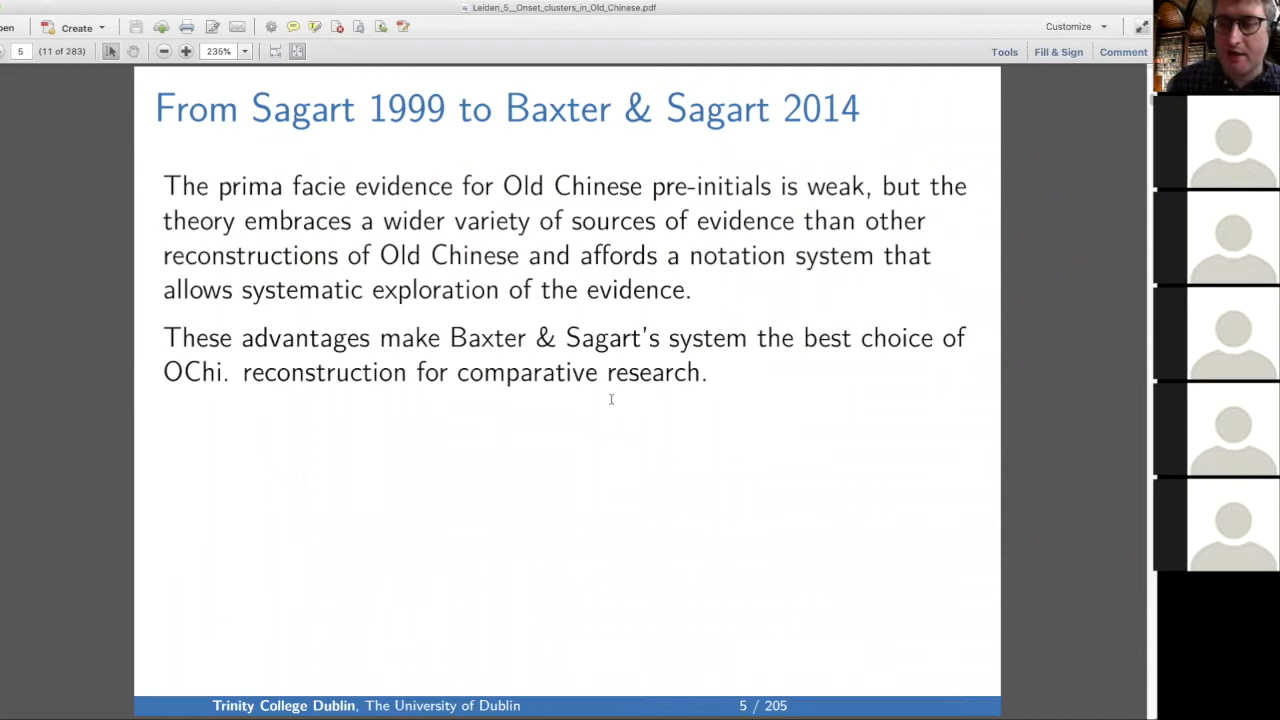 Leiden_5__Onset_clusters_in_Old_Chinese.pdf
pen
Create
Customize
5
(11 of 283)
235%
Tools
Fill & Sign
Comment
From Sagart 1999 to Baxter & Sagart 2014
The prima facie evidence for Old Chinese pre-initials is weak, but the
theory embraces a wider variety of sources of evidence than other
reconstructions of Old Chinese and affords a notation system that
allows systematic exploration of the evidence.
These advantages make Baxter & Sagart's system the best choice of
OChi. reconstruction for comparative research.
Trinity College Dublin, The University of Dublin
5 / 205